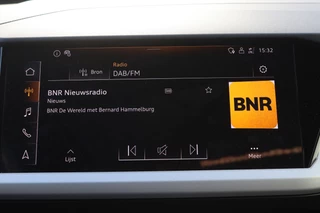 15:32
Radio
Bron
DAB/FM
BNR Nieuwsradio
Nieuws
BNR De Wereld met Bernard Hammelburg
BNR
Lijst
Meer